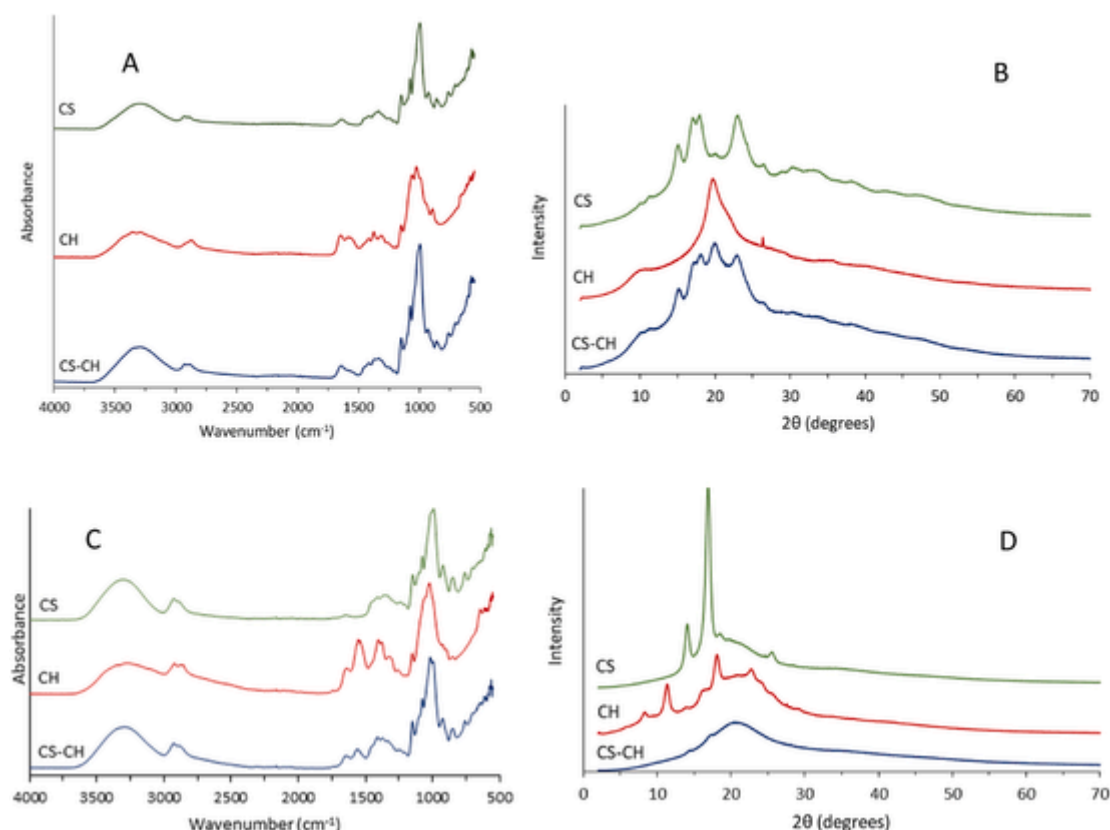 A
CS
CH
CS-CH
Absorbance
4000 3500 3000 2500 2000 1500 1000 500
Wavenumber (cm⁻¹)
B
CS
CH
CS-CH
Intensity
0 10 20 30 40 50 60 70
2θ (degrees)
C
CS
CH
CS-CH
Absorbance
4000 3500 3000 2500 2000 1500 1000 500
Wavenumber (cm⁻¹)
D
CS
CH
CS-CH
Intensity
0 10 20 30 40 50 60 70
2θ (degrees)